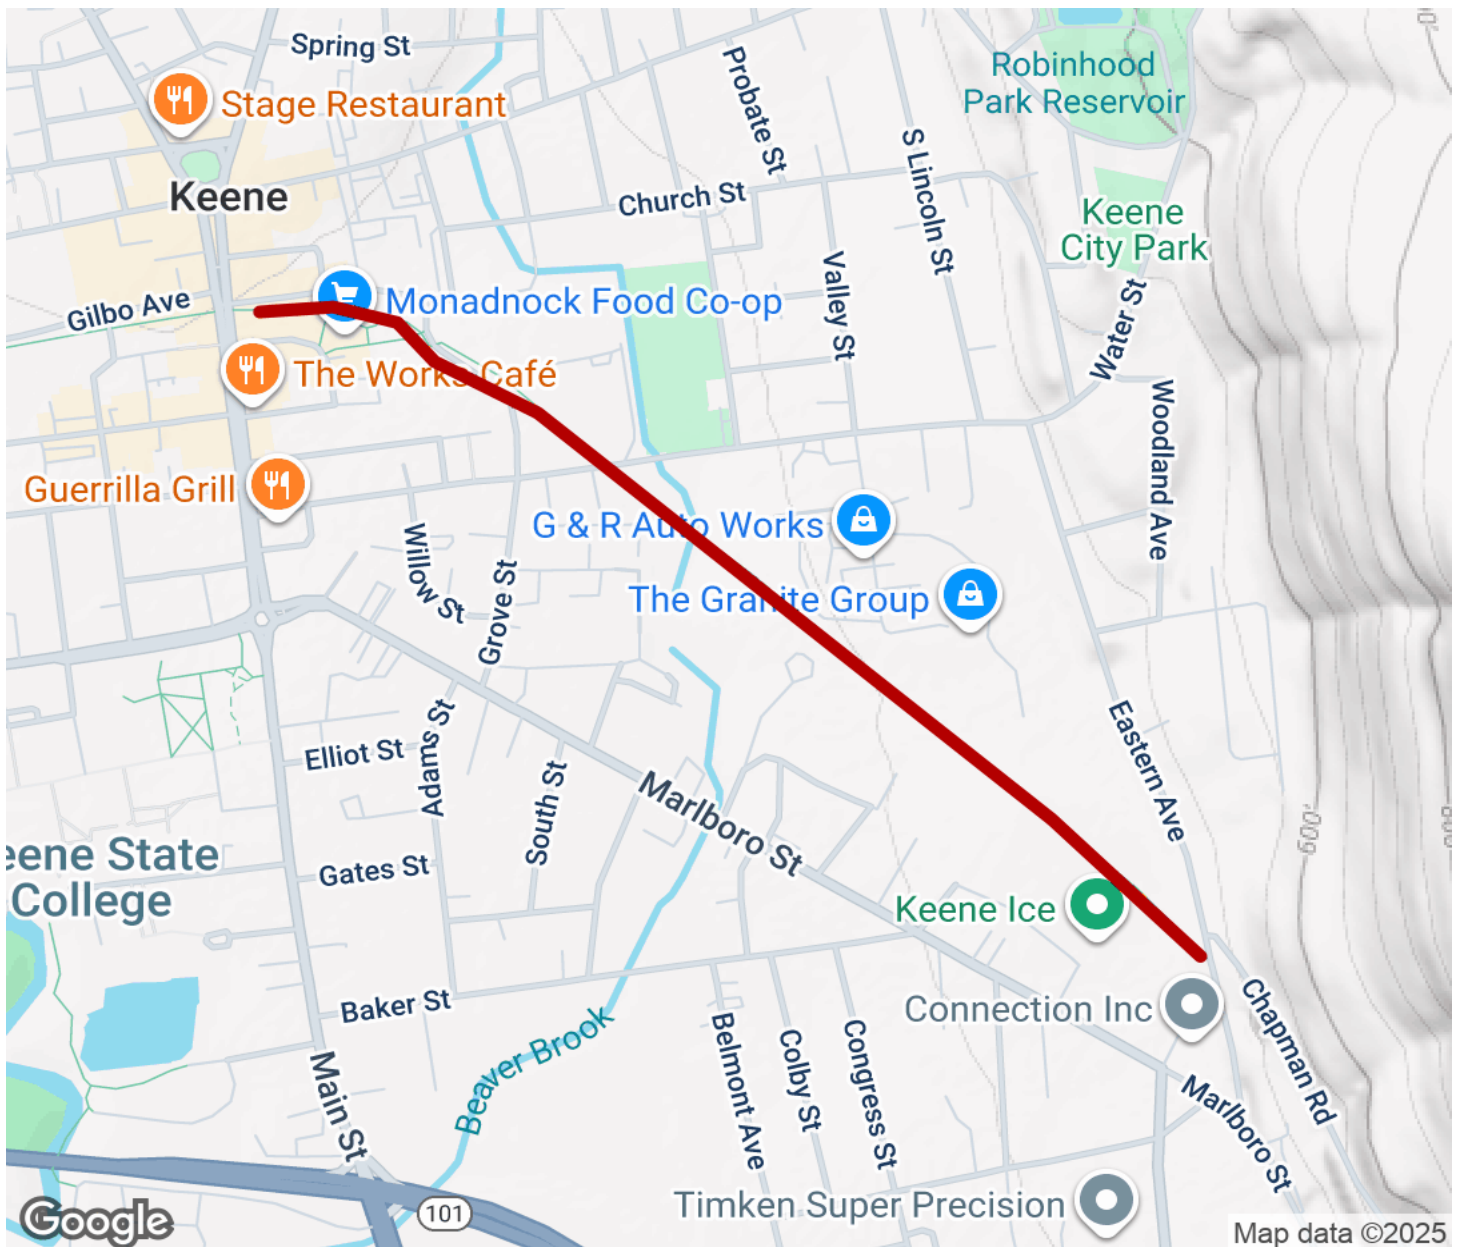 Spring St
Stage Restaurant
Keene
Probate St
S Lincoln St
Robinhood
Park Reservoir
Church St
Keene
City Park
Gilbo Ave
Monadnock Food Co-op
Valley St
Water St
The Works Café
Woodland Ave
Guerrilla Grill
G & R Auto Works
Willow St
Grove St
The Granite Group
Elliot St
Adams St
South St
Marlboro St
Eastern Ave
700'
Gates St
eene State
College
Keene Ice
Baker St
Beaver Brook
Belmont Ave
Colby St
Congress St
Connection Inc
Chapman Rd
Main St
Marlboro St
Timken Super Precision
101
Google
Map data ©2025